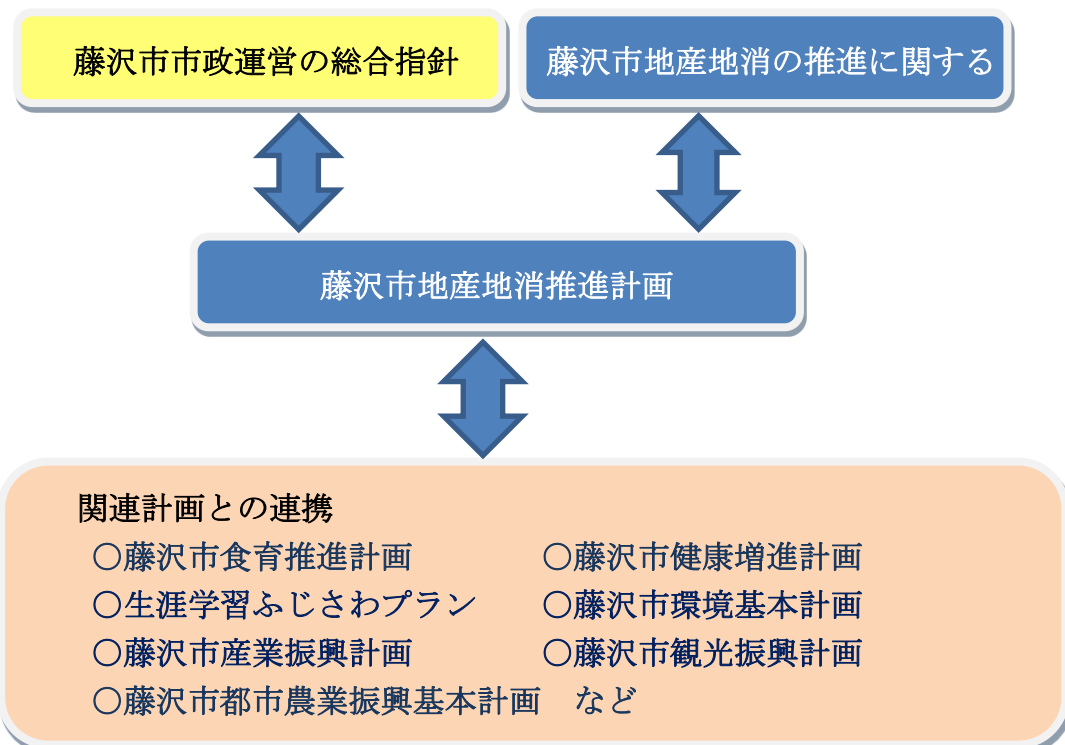 藤沢市市政運営の総合指針
藤沢市地産地消の推進に関する
藤沢市地産地消推進計画
関連計画との連携
○藤沢市食育推進計画 ○藤沢市健康増進計画
○生涯学習ふじさわプラン ○藤沢市環境基本計画
○藤沢市産業振興計画 ○藤沢市観光振興計画
○藤沢市都市農業振興基本計画 など